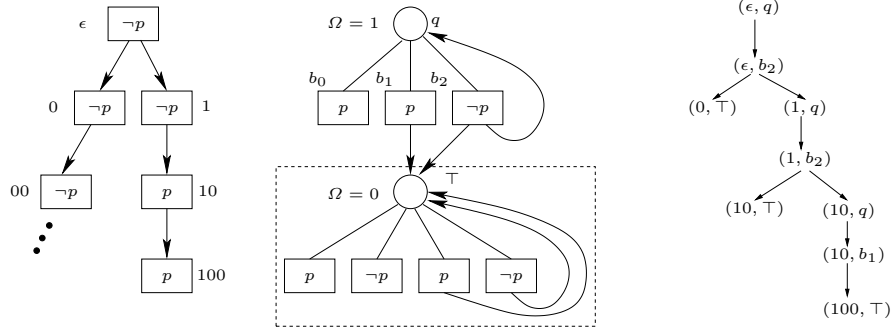 ϵ ¬p
0 ¬p ¬p 1
00 ¬p p 10
p 100
Ω = 1 q
b₀ b₁ b₂
p p ¬p
Ω = 0 ⊤
p ¬p p ¬p
(ϵ, q)
(ϵ, b₂)
(0, ⊤) (1, q)
(1, b₂)
(10, ⊤) (10, q)
(10, b₁)
(100, ⊤)